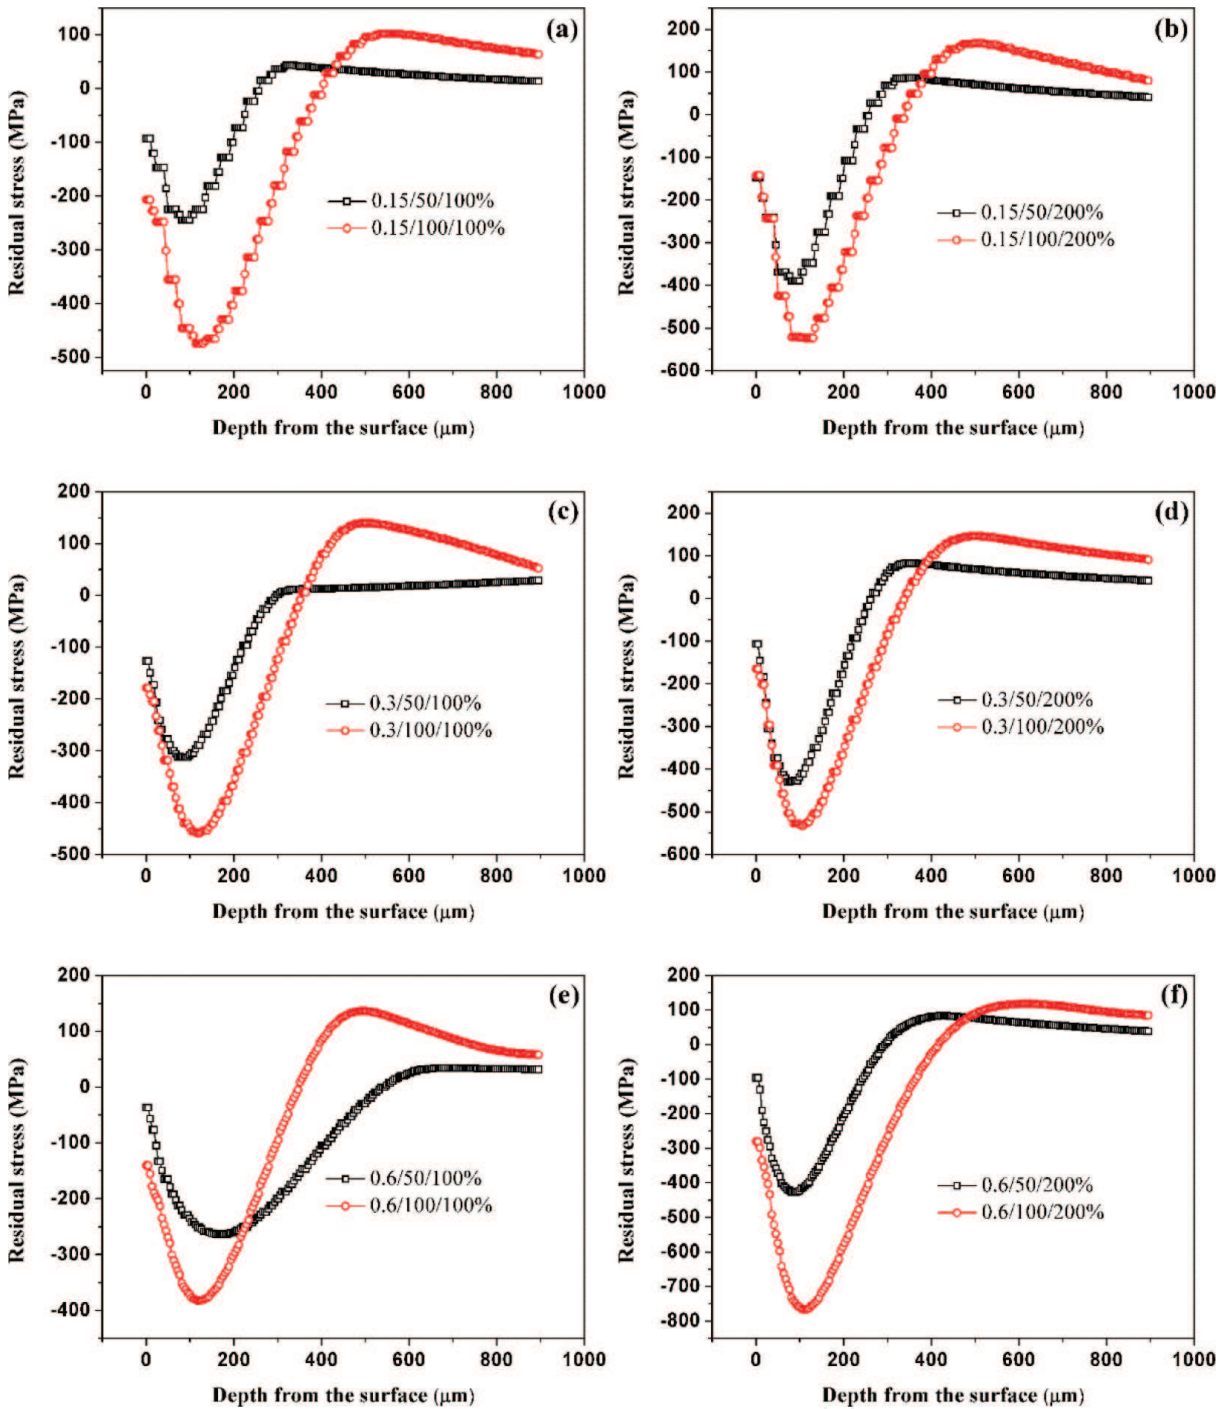 (a)
100
0
-100
-200
-300
-400
-500
Residual stress (MPa)
0.15/50/100%
0.15/100/100%
0 200 400 600 800 1000
Depth from the surface (μm)
(b)
250
200
100
0
-100
-200
-300
-400
-500
-600
Residual stress (MPa)
0.15/50/200%
0.15/100/200%
0 200 400 600 800 1000
Depth from the surface (μm)
(c)
200
100
0
-100
-200
-300
-400
-500
Residual stress (MPa)
0.3/50/100%
0.3/100/100%
0 200 400 600 800 1000
Depth from the surface (μm)
(d)
200
100
0
-100
-200
-300
-400
-500
-600
Residual stress (MPa)
0.3/50/200%
0.3/100/200%
0 200 400 600 800 1000
Depth from the surface (μm)
(e)
200
100
0
-100
-200
-300
-400
Residual stress (MPa)
0.6/50/100%
0.6/100/100%
0 200 400 600 800 1000
Depth from the surface (μm)
(f)
200
100
0
-100
-200
-300
-400
-500
-600
-700
-800
Residual stress (MPa)
0.6/50/200%
0.6/100/200%
0 200 400 600 800 1000
Depth from the surface (μm)